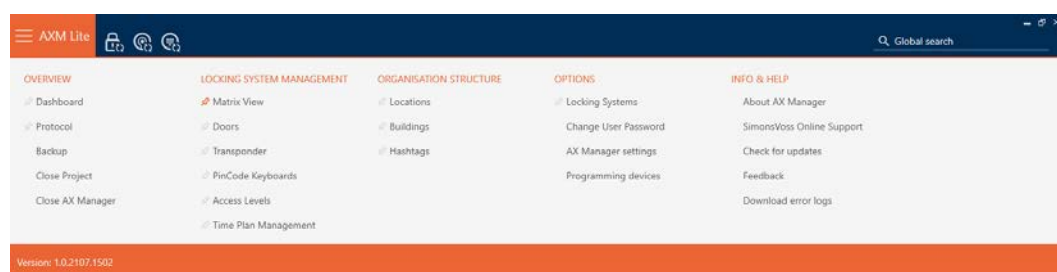 AXM Lite
Global search
OVERVIEW
Dashboard
Protocol
Backup
Close Project
Close AX Manager
LOCKING SYSTEM MANAGEMENT
Matrix View
Doors
Transponder
PinCode Keyboards
Access Levels
Time Plan Management
ORGANISATION STRUCTURE
Locations
Buildings
Hashtags
OPTIONS
Locking Systems
Change User Password
AX Manager settings
Programming devices
INFO & HELP
About AX Manager
SimonsVoss Online Support
Check for updates
Feedback
Download error logs
Version: 1.0.2107.1502